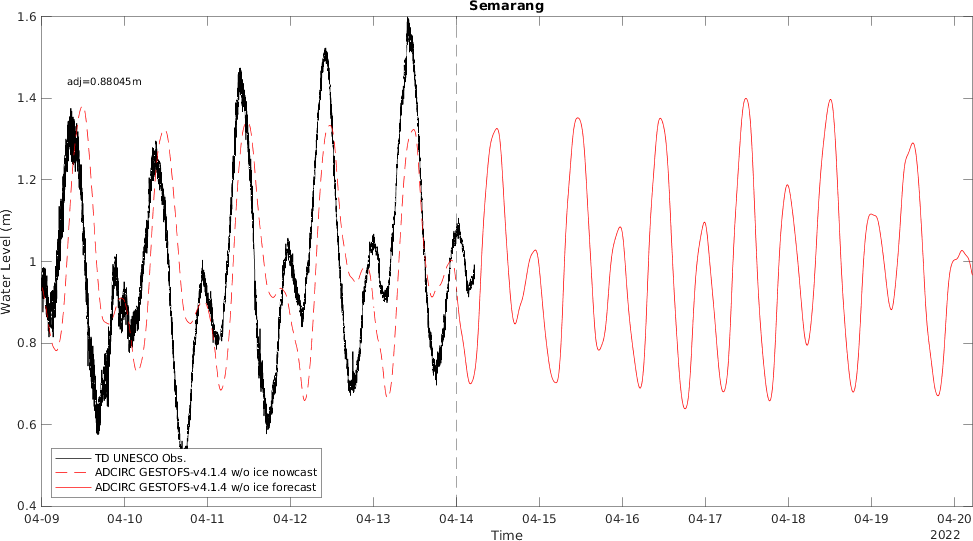 Semarang
1.6
adj=0.88045m
1.4
1.2
1
0.8
0.6
0.4
Water Level (m)
TD UNESCO Obs.
ADCIRC GESTOFS-v4.1.4 w/o ice nowcast
ADCIRC GESTOFS-v4.1.4 w/o ice forecast
04-09 04-10 04-11 04-12 04-13 04-14 04-15 04-16 04-17 04-18 04-19 04-20
Time
2022